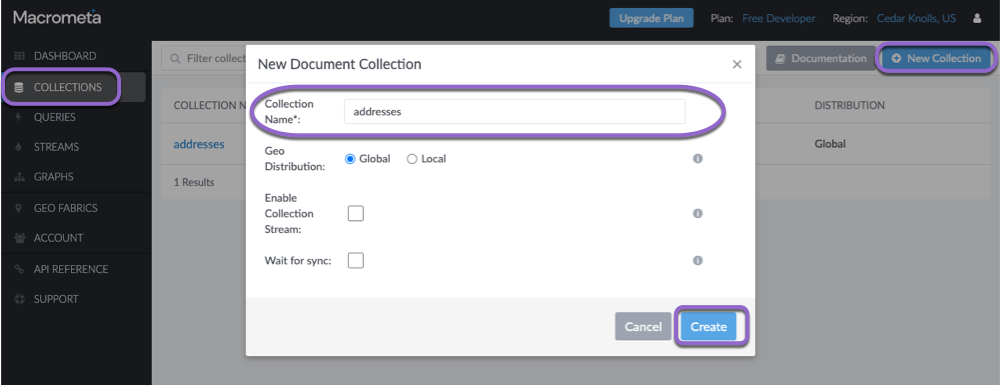 Macrometa
Upgrade Plan Plan: Free Developer Region: Cedar Knolls, US
DASHBOARD
COLLECTIONS
QUERIES
STREAMS
GRAPHS
GEO FABRICS
ACCOUNT
API REFERENCE
SUPPORT
Filter collect
Documentation
New Collection
COLLECTION N
DISTRIBUTION
addresses
Global
1 Results
New Document Collection
Collection
Name*:
addresses
Geo
Distribution:
Global Local
Enable
Collection
Stream:
Wait for sync:
Cancel Create